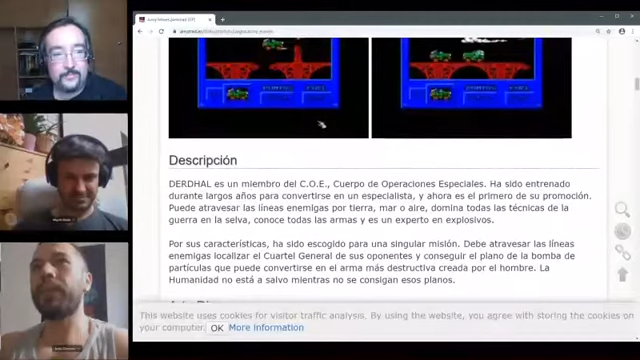 Descripción
DERDHAL es un miembro del C.O.E., Cuerpo de Operaciones Especiales. Ha sido entrenado
durante largos años para convertirse en un especialista, y ahora es el primero de su promoción.
Puede atravesar las líneas enemigas por tierra, mar o aire, domina todas las técnicas de la
guerra en la selva, conoce todas las armas y es un experto en explosivos.
Por sus características, ha sido escogido para una singular misión. Debe atravesar las líneas
enemigas localizar el Cuartel General de sus oponentes y conseguir el plano de la bomba de
partículas que puede convertirse en el arma más destructiva creada por el hombre. La
Humanidad no está a salvo mientras no se consigan esos planos.
This website uses cookies for visitor traffic analysis. By using the website, you agree with storing the cookies on
your computer. OK More information